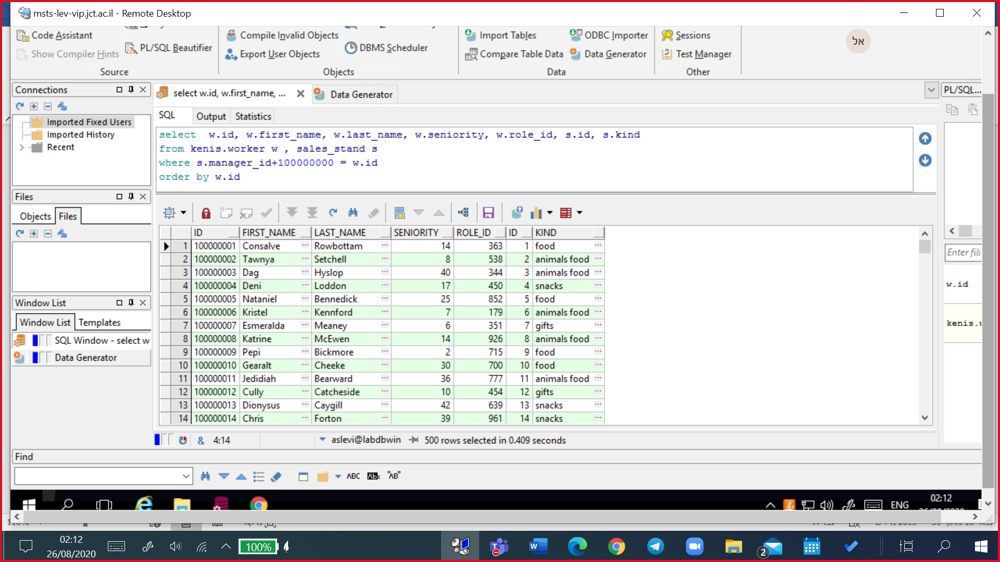 msts-lev-vip.jct.ac.il - Remote Desktop
Code Assistant
Show Compiler Hints
PL/SQL Beautifier
Source
Compile Invalid Objects
Export User Objects
DBMS Scheduler
Objects
Import Tables
Compare Table Data
ODBC Importer
Data Generator
Data
Sessions
Test Manager
Other
אל
Connections
Imported Fixed Users
Imported History
Recent
Files
Objects Files
Window List
Window List Templates
SQL Window - select w
Data Generator
select w.id, w.first_name, ...
Data Generator
SQL Output Statistics
select w.id, w.first_name, w.last_name, w.seniority, w.role_id, s.id, s.kind
from kenis.worker w , sales_stand s
where s.manager_id+100000000 = w.id
order by w.id
ID FIRST_NAME LAST_NAME SENIORITY ROLE_ID ID KIND
1 100000001 Consalve ... Rowbottam ... 14 363 1 food ...
2 100000002 Tawnya ... Setchell ... 8 538 2 animals food ...
3 100000003 Dag ... Hyslop ... 40 344 3 animals food ...
4 100000004 Deni ... Loddon ... 17 450 4 snacks ...
5 100000005 Nataniel ... Bennedick ... 25 852 5 food ...
6 100000006 Kristel ... Kennford ... 7 179 6 animals food ...
7 100000007 Esmeralda ... Meaney ... 6 351 7 gifts ...
8 100000008 Katrine ... McEwen ... 14 926 8 animals food ...
9 100000009 Pepi ... Bickmore ... 2 715 9 food ...
10 100000010 Gearalt ... Cheeke ... 30 700 10 food ...
11 100000011 Jedidiah ... Bearward ... 36 777 11 animals food ...
12 100000012 Cully ... Catcheside ... 10 454 12 gifts ...
13 100000013 Dionysus ... Caygill ... 42 639 13 snacks ...
14 100000014 Chris ... Forton ... 39 961 14 snacks ...
& 4:14 aslevi@labdbwin 500 rows selected in 0.409 seconds
PL/SQL...
Enter fil
w.id
kenis.
Find
ABC "AB"
ENG 02:12
02:12
26/08/2020
100%
2